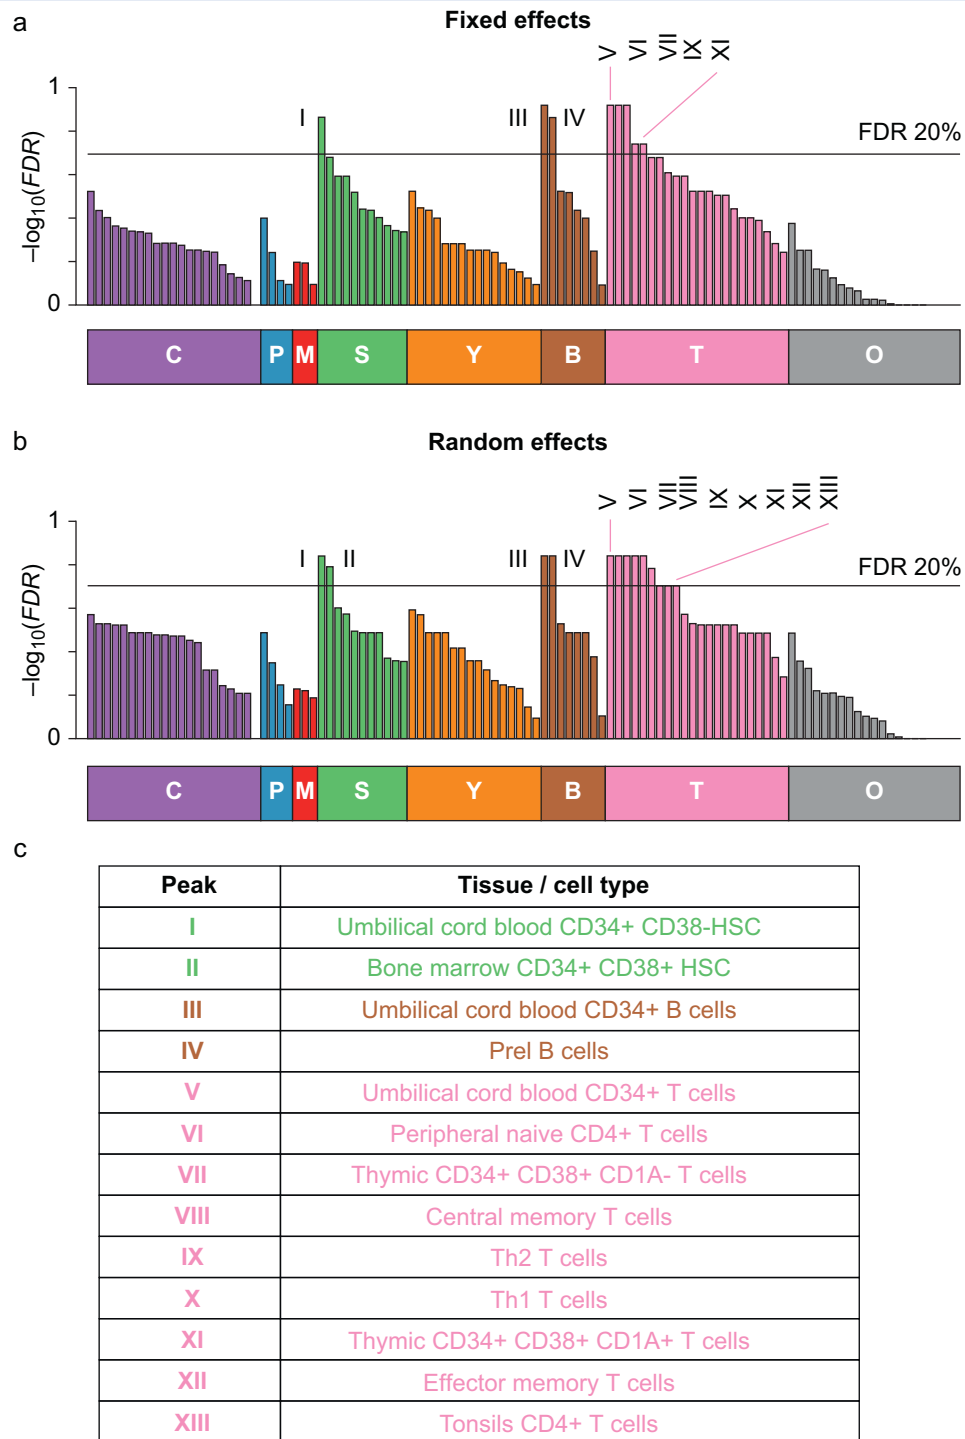 a
Fixed effects
V VI VII IX XI
1
I
III IV
FDR 20%
–log10(FDR)
0
C P M S Y B T O
b
Random effects
V VI VII VIII IX X XI XII XIII
1
I II
III IV
FDR 20%
–log10(FDR)
0
C P M S Y B T O
c
Peak Tissue / cell type
I Umbilical cord blood CD34+ CD38-HSC
II Bone marrow CD34+ CD38+ HSC
III Umbilical cord blood CD34+ B cells
IV Prel B cells
V Umbilical cord blood CD34+ T cells
VI Peripheral naive CD4+ T cells
VII Thymic CD34+ CD38+ CD1A- T cells
VIII Central memory T cells
IX Th2 T cells
X Th1 T cells
XI Thymic CD34+ CD38+ CD1A+ T cells
XII Effector memory T cells
XIII Tonsils CD4+ T cells